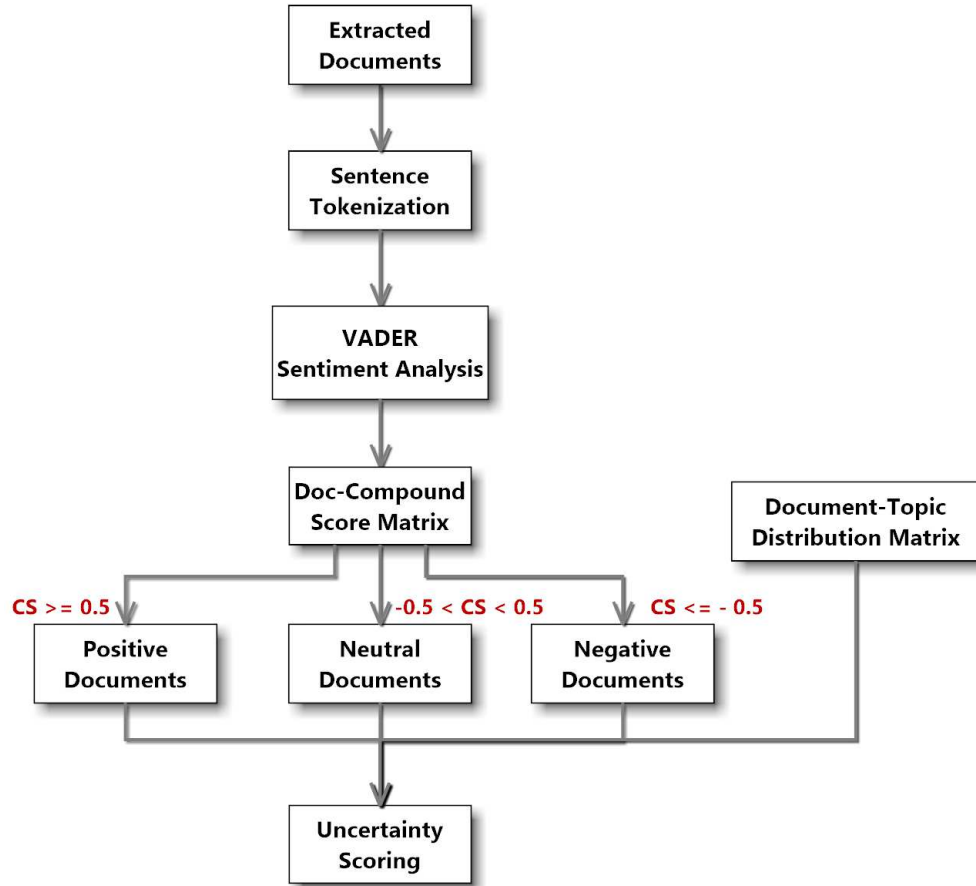 Extracted
Documents
Sentence
Tokenization
VADER
Sentiment Analysis
Doc-Compound
Score Matrix
Document-Topic
Distribution Matrix
CS >= 0.5
-0.5 < CS < 0.5
CS <= - 0.5
Positive
Documents
Neutral
Documents
Negative
Documents
Uncertainty
Scoring